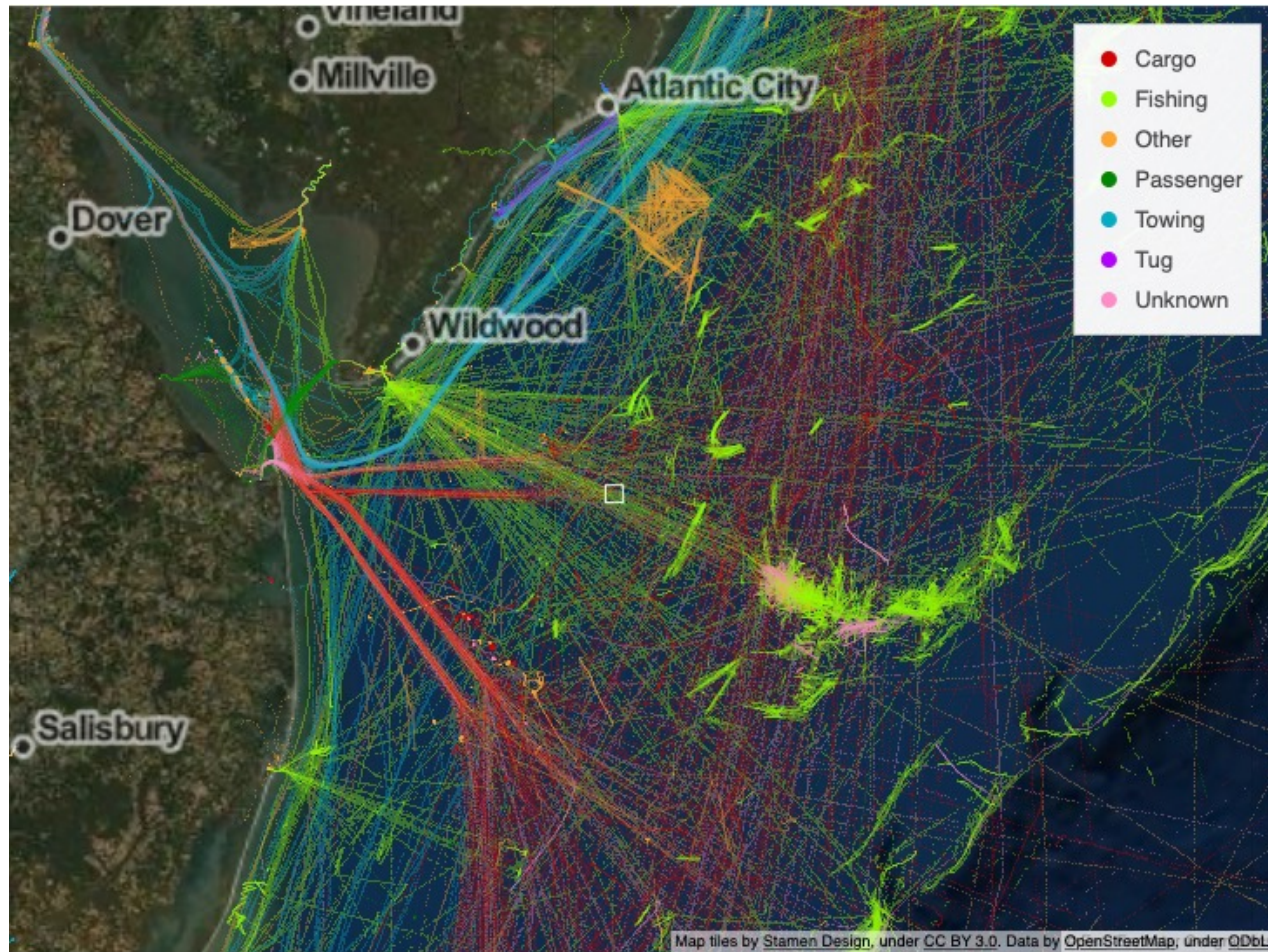 Vineland
Millville
Atlantic City
Dover
Wildwood
Salisbury
Cargo
Fishing
Other
Passenger
Towing
Tug
Unknown
Map tiles by Stamen Design, under CC BY 3.0. Data by OpenStreetMap, under ODbL